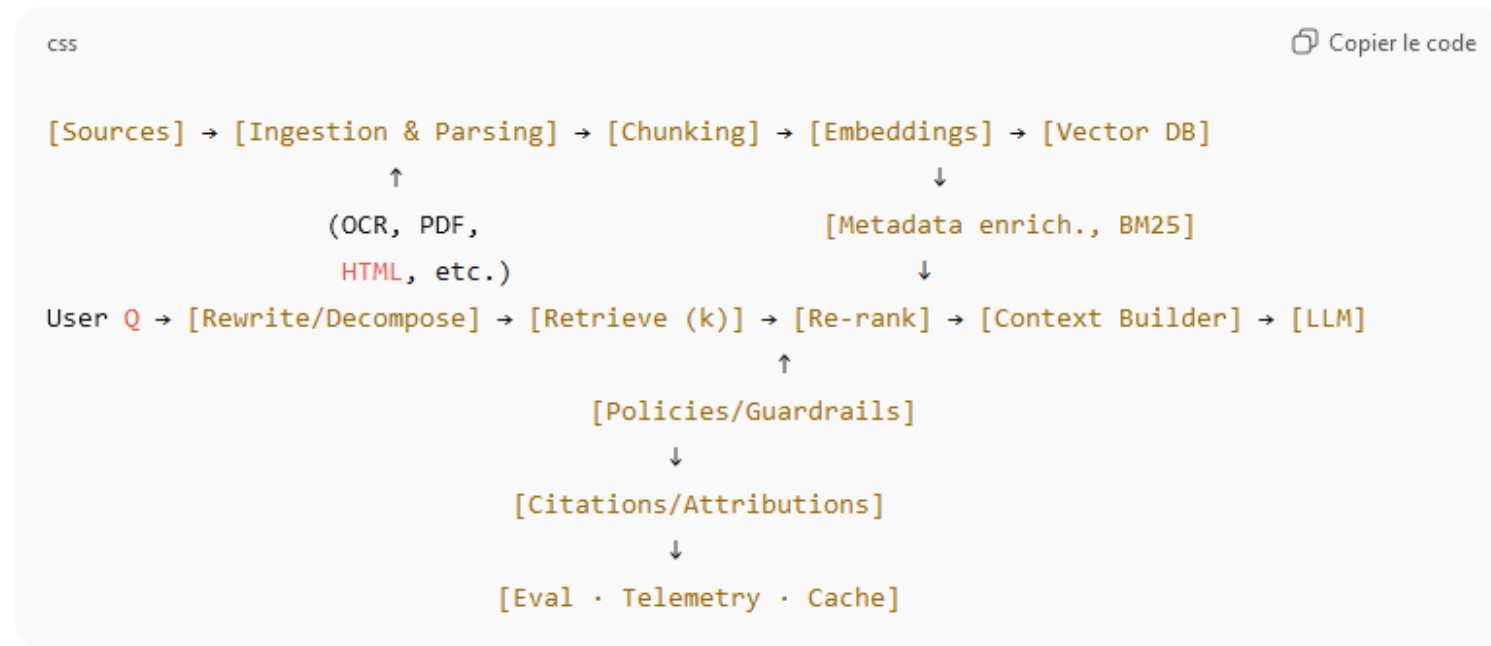 css
Copier le code
[Sources] → [Ingestion & Parsing] → [Chunking] → [Embeddings] → [Vector DB]
↑ ↓
(OCR, PDF, [Metadata enrich., BM25]
HTML, etc.) ↓
User Q → [Rewrite/Decompose] → [Retrieve (k)] → [Re-rank] → [Context Builder] → [LLM]
↑
[Policies/Guardrails]
↓
[Citations/Attributions]
↓
[Eval · Telemetry · Cache]